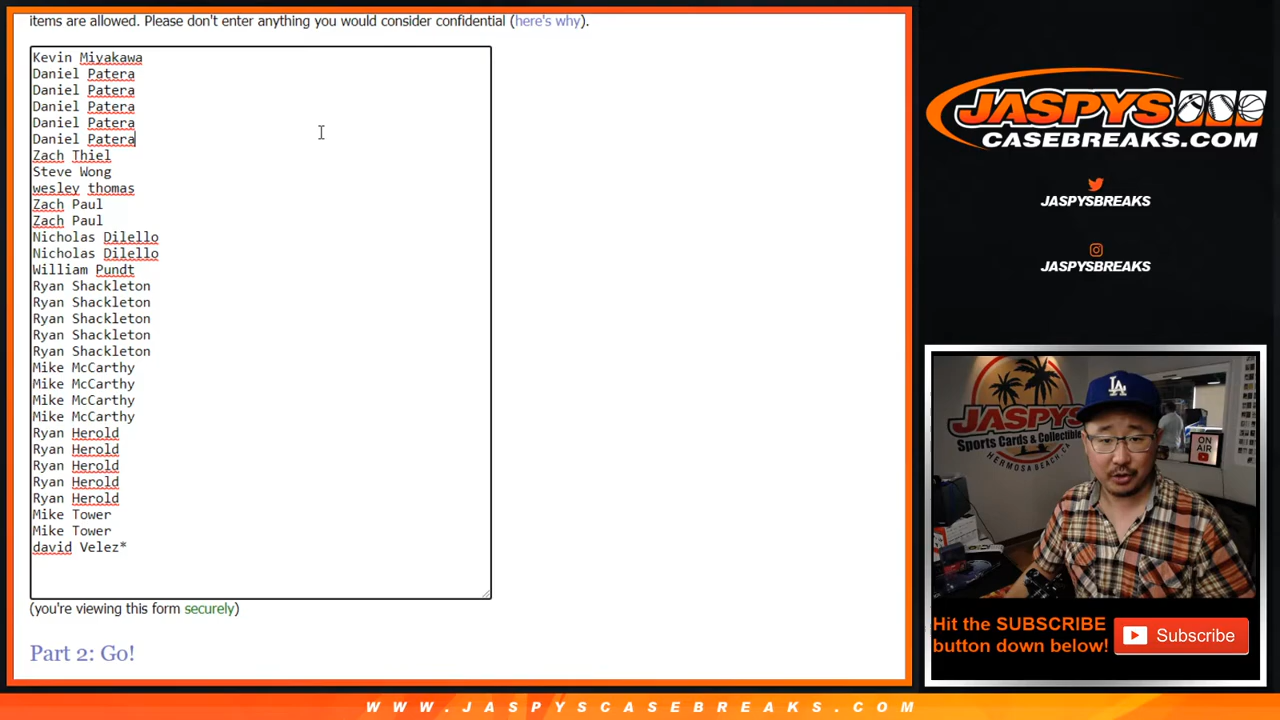 items are allowed. Please don't enter anything you would consider confidential (here's why).
Kevin Miyakawa
Daniel Patera
Daniel Patera
Daniel Patera
Daniel Patera
Daniel Patera
Zach Thiel
Steve Wong
wesley thomas
Zach Paul
Zach Paul
Nicholas Dilello
Nicholas Dilello
William Pundt
Ryan Shackleton
Ryan Shackleton
Ryan Shackleton
Ryan Shackleton
Ryan Shackleton
Mike McCarthy
Mike McCarthy
Mike McCarthy
Mike McCarthy
Ryan Herold
Ryan Herold
Ryan Herold
Ryan Herold
Ryan Herold
Mike Tower
Mike Tower
david Velez*
(you're viewing this form securely)
Part 2: Go!
JASPYS
CASEBREAKS.COM
JASPYSBREAKS
JASPYSBREAKS
JASPYS
Sports Cards & Collectible
HERMOSA BEACH, CA
LA
ON
AIR
Hit the SUBSCRIBE
button down below!
Subscribe
WWW.JASPYSCASEBREAKS.COM